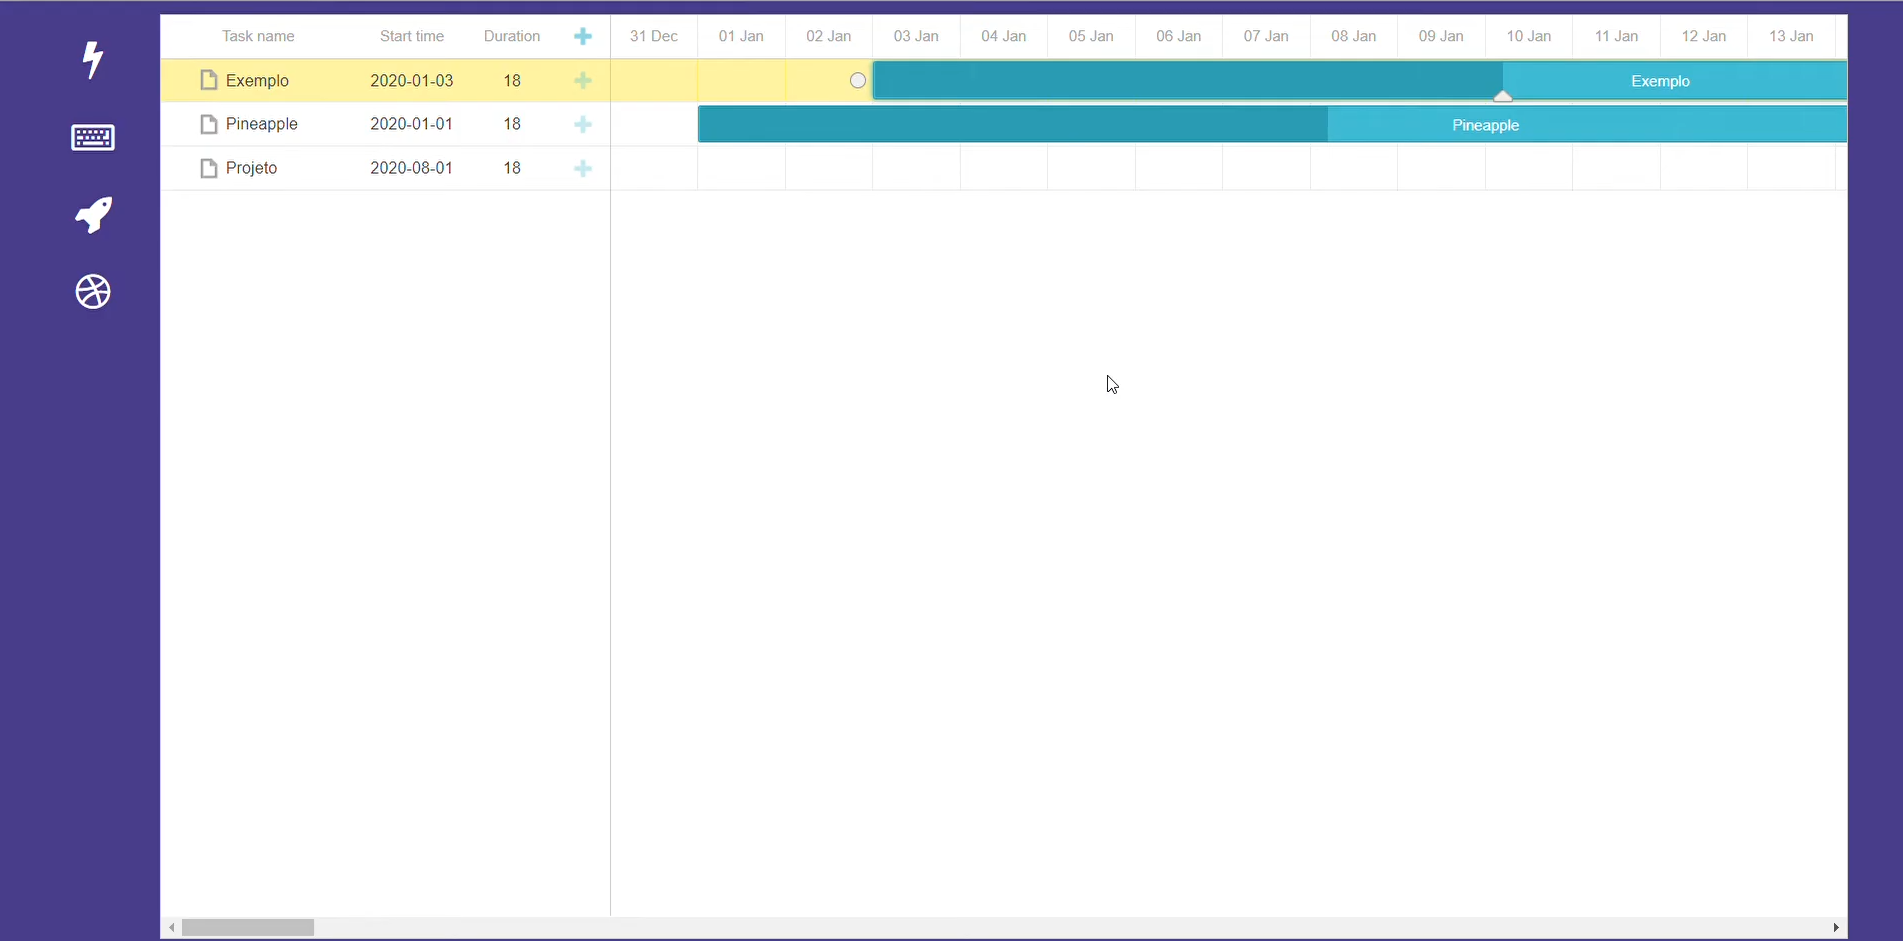 Task name Start time Duration 31 Dec 01 Jan 02 Jan 03 Jan 04 Jan 05 Jan 06 Jan 07 Jan 08 Jan 09 Jan 10 Jan 11 Jan 12 Jan 13 Jan
Exemplo 2020-01-03 18 Exemplo
Pineapple 2020-01-01 18 Pineapple
Projeto 2020-08-01 18